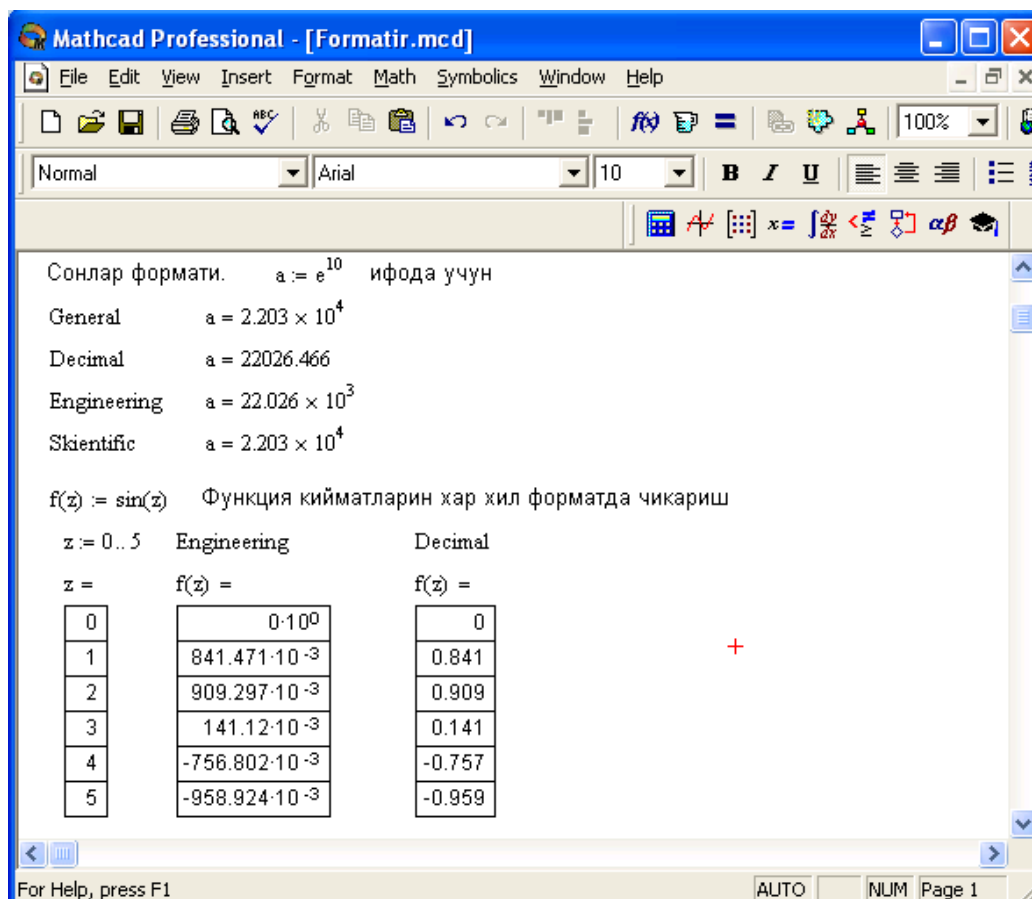 Mathcad Professional - [Formatir.mcd]
File Edit View Insert Format Math Symbolics Window Help
ABC f(x) = 100%
Normal Arial 10 B I U
x= ∫ dy dx αβ
Сонлар формати. a := e^10 ифода учун
General a = 2.203 × 10^4
Decimal a = 22026.466
Engineering a = 22.026 × 10^3
Skientific a = 2.203 × 10^4
f(z) := sin(z) Функция кийматларин хар хил форматда чикариш
z := 0.. 5 Engineering Decimal
z = f(z) = f(z) =
0 0·10^0 0
1 841.471·10^-3 0.841
2 909.297·10^-3 0.909
3 141.12·10^-3 0.141
4 -756.802·10^-3 -0.757
5 -958.924·10^-3 -0.959
For Help, press F1 AUTO NUM Page 1